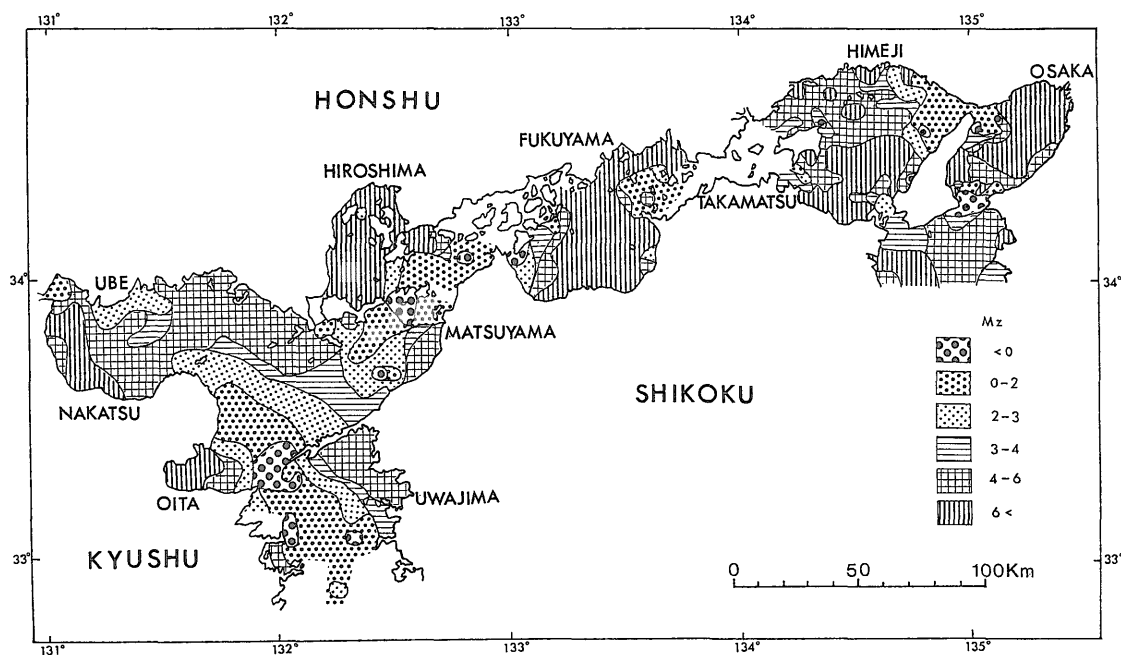 131° 132° 133° 134° 135°
HIMEJI
OSAKA
HONSHU
FUKUYAMA
HIROSHIMA
TAKAMATSU
34° 34°
UBE
MATSUYAMA
Mz
<0
0-2
SHIKOKU
2-3
NAKATSU
3-4
4-6
OITA
UWAJIMA
6<
KYUSHU
33° 33°
0 50 100Km
131° 132° 133° 134° 135°